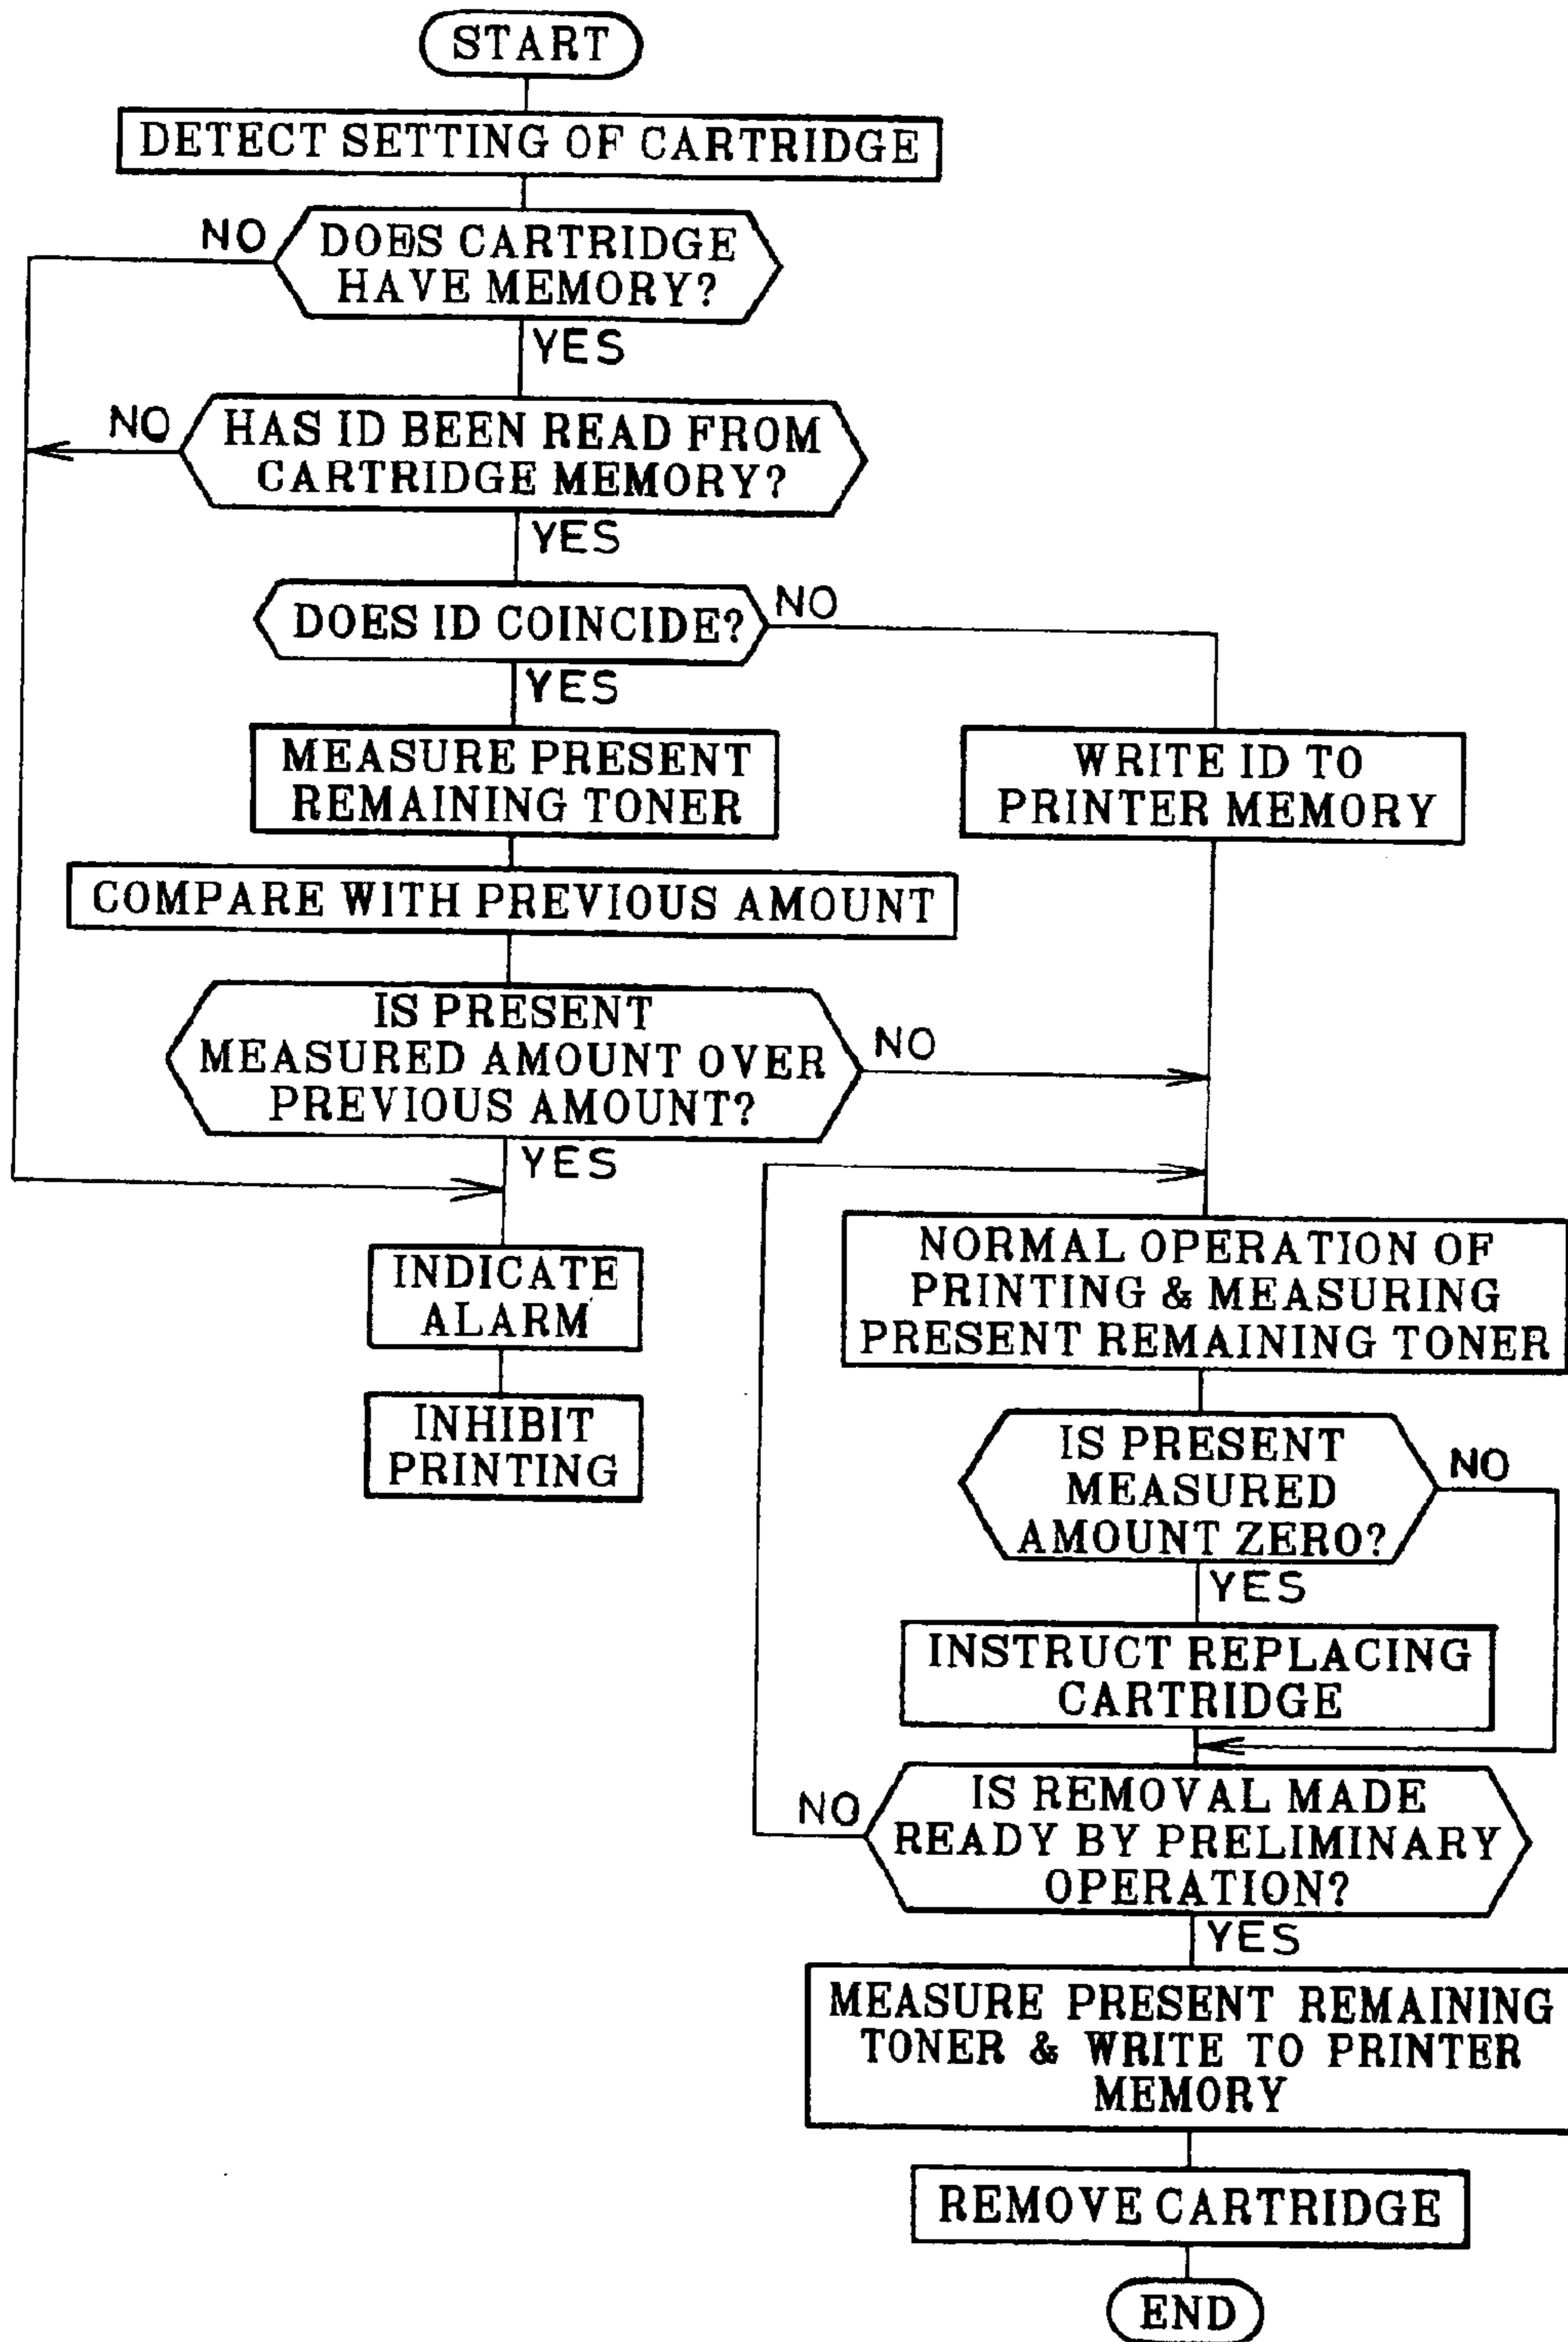 START
DETECT SETTING OF CARTRIDGE
NO
DOES CARTRIDGE
HAVE MEMORY?
YES
NO
HAS ID BEEN READ FROM
CARTRIDGE MEMORY?
YES
DOES ID COINCIDE?
NO
YES
MEASURE PRESENT
REMAINING TONER
WRITE ID TO
PRINTER MEMORY
COMPARE WITH PREVIOUS AMOUNT
IS PRESENT
MEASURED AMOUNT OVER
PREVIOUS AMOUNT?
NO
YES
INDICATE
ALARM
INHIBIT
PRINTING
NORMAL OPERATION OF
PRINTING & MEASURING
PRESENT REMAINING TONER
IS PRESENT
MEASURED
AMOUNT ZERO?
NO
YES
INSTRUCT REPLACING
CARTRIDGE
NO
IS REMOVAL MADE
READY BY PRELIMINARY
OPERATION?
YES
MEASURE PRESENT REMAINING
TONER & WRITE TO PRINTER
MEMORY
REMOVE CARTRIDGE
END